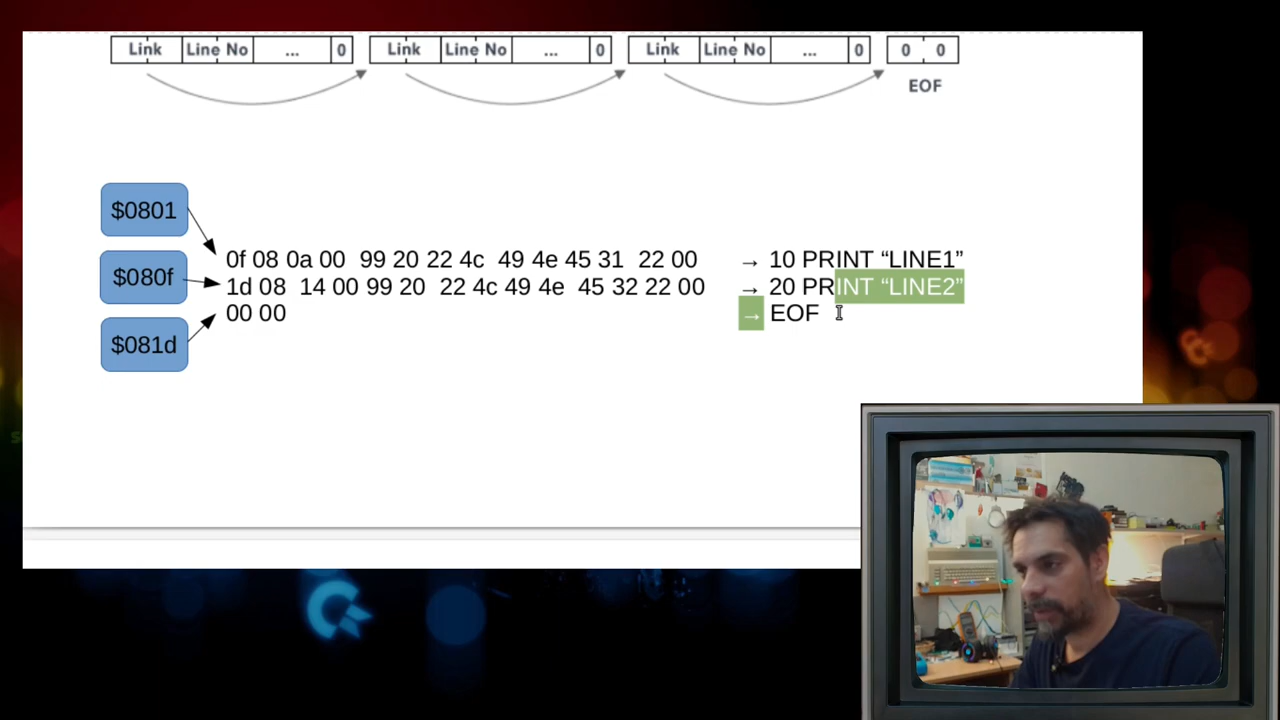 Link Line No ... 0 Link Line No ... 0 Link Line No ... 0 0 0
EOF
$0801
$080f
$081d
0f 08 0a 00 99 20 22 4c 49 4e 45 31 22 00 → 10 PRINT “LINE1”
1d 08 14 00 99 20 22 4c 49 4e 45 32 22 00 → 20 PRINT “LINE2”
00 00 → EOF